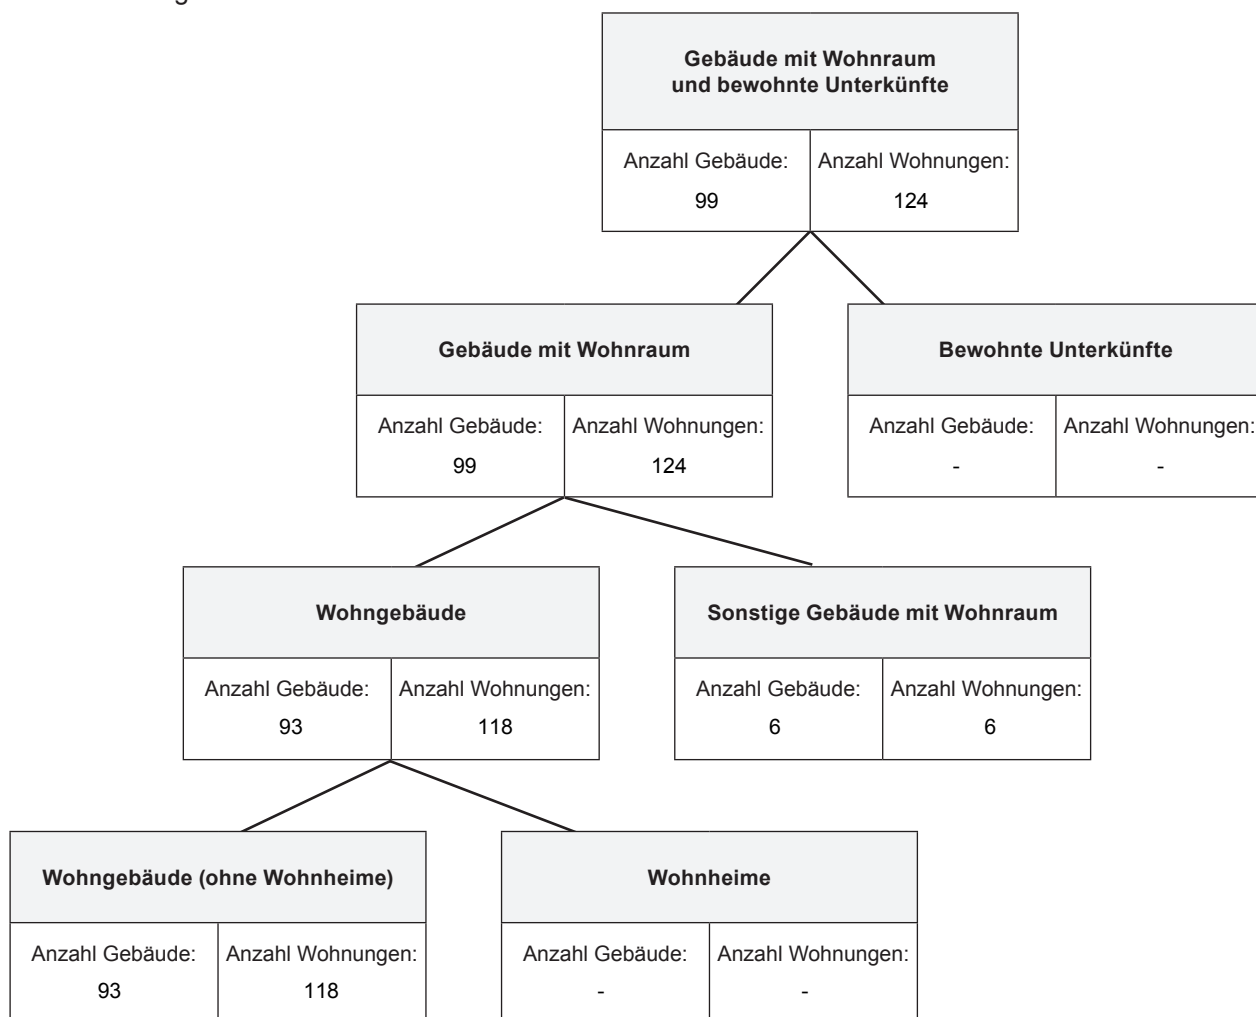 Gebäude mit Wohnraum
und bewohnte Unterkünfte
Anzahl Gebäude: Anzahl Wohnungen:
99 124
Gebäude mit Wohnraum
Bewohnte Unterkünfte
Anzahl Gebäude: Anzahl Wohnungen:
99 124
Anzahl Gebäude: Anzahl Wohnungen:
- -
Wohngebäude
Sonstige Gebäude mit Wohnraum
Anzahl Gebäude: Anzahl Wohnungen:
93 118
Anzahl Gebäude: Anzahl Wohnungen:
6 6
Wohngebäude (ohne Wohnheime)
Wohnheime
Anzahl Gebäude: Anzahl Wohnungen:
93 118
Anzahl Gebäude: Anzahl Wohnungen:
- -